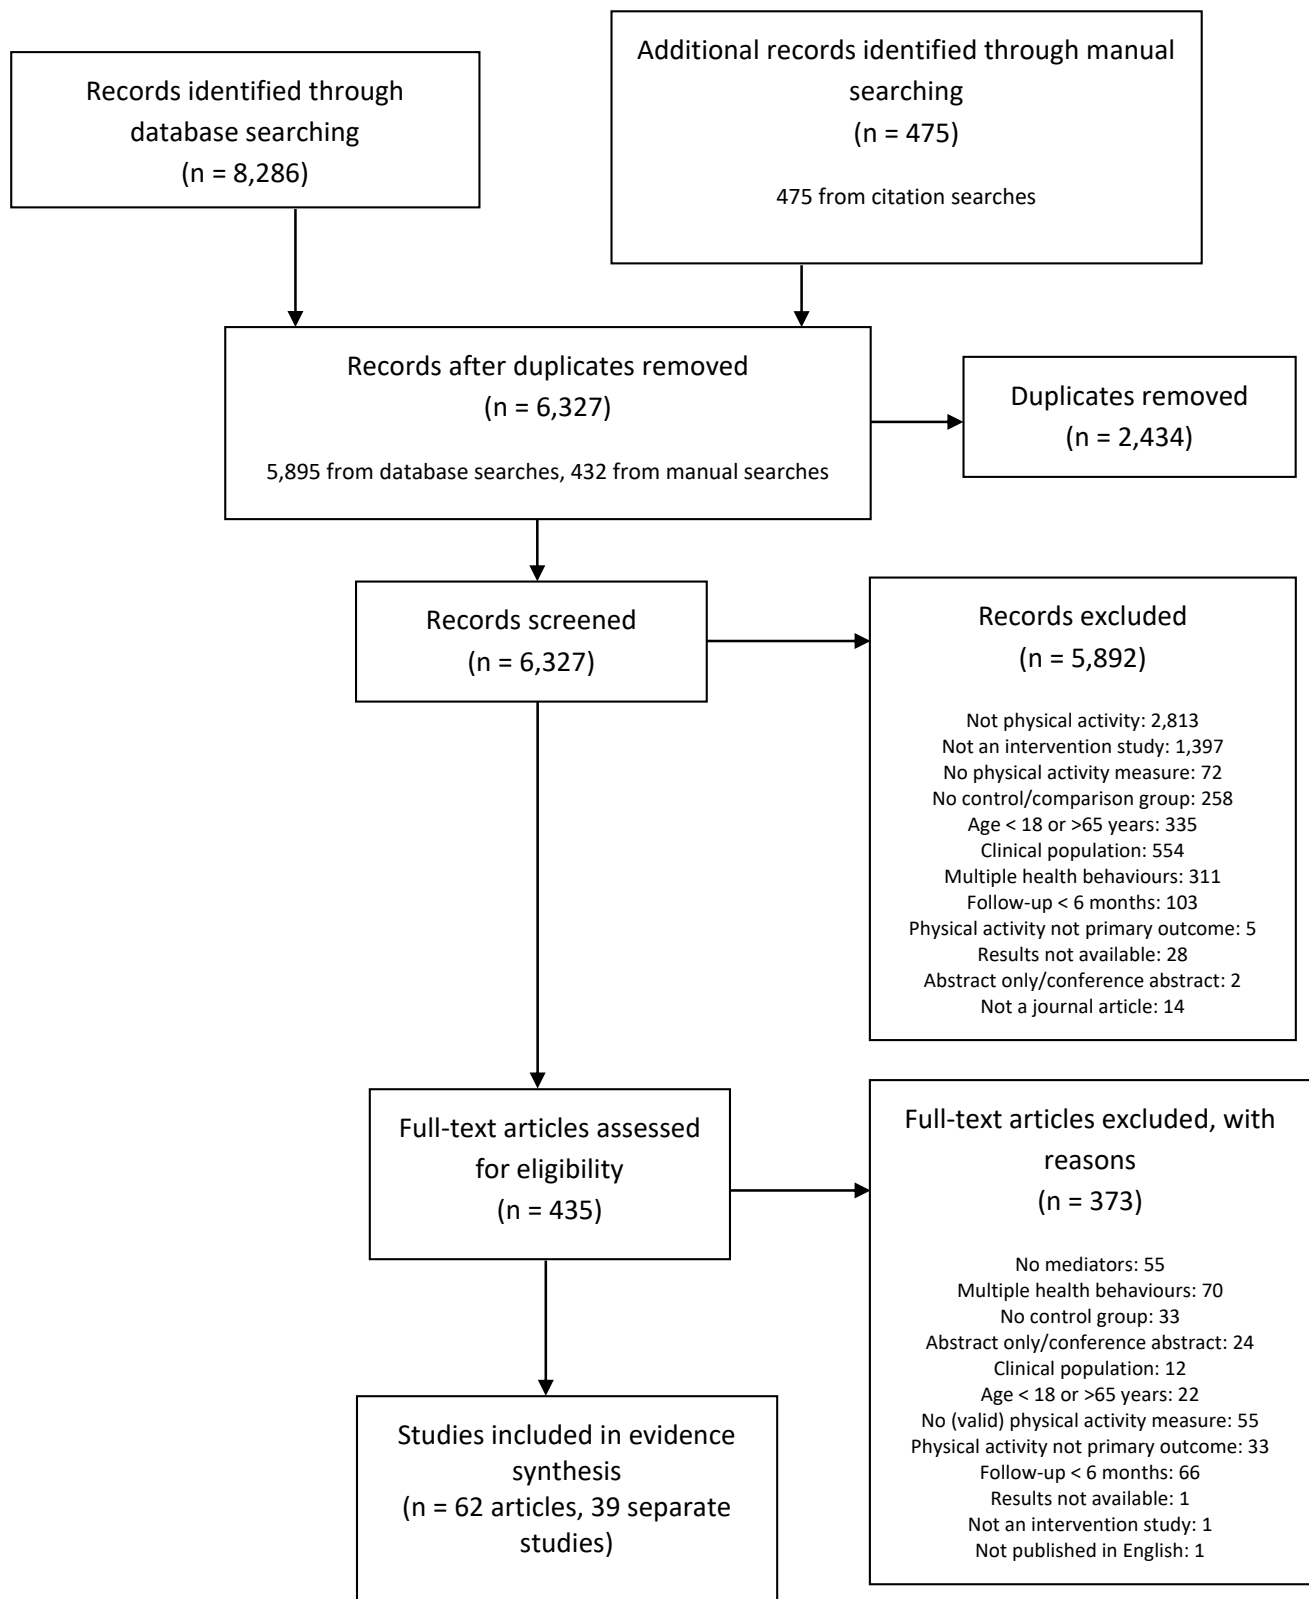 Records identified through
database searching
(n = 8,286)
Additional records identified through manual
searching
(n = 475)
475 from citation searches
Records after duplicates removed
(n = 6,327)
5,895 from database searches, 432 from manual searches
Duplicates removed
(n = 2,434)
Records screened
(n = 6,327)
Records excluded
(n = 5,892)
Not physical activity: 2,813
Not an intervention study: 1,397
No physical activity measure: 72
No control/comparison group: 258
Age < 18 or >65 years: 335
Clinical population: 554
Multiple health behaviours: 311
Follow-up < 6 months: 103
Physical activity not primary outcome: 5
Results not available: 28
Abstract only/conference abstract: 2
Not a journal article: 14
Full-text articles assessed
for eligibility
(n = 435)
Full-text articles excluded, with
reasons
(n = 373)
No mediators: 55
Multiple health behaviours: 70
No control group: 33
Abstract only/conference abstract: 24
Clinical population: 12
Age < 18 or >65 years: 22
No (valid) physical activity measure: 55
Physical activity not primary outcome: 33
Follow-up < 6 months: 66
Results not available: 1
Not an intervention study: 1
Not published in English: 1
Studies included in evidence
synthesis
(n = 62 articles, 39 separate
studies)